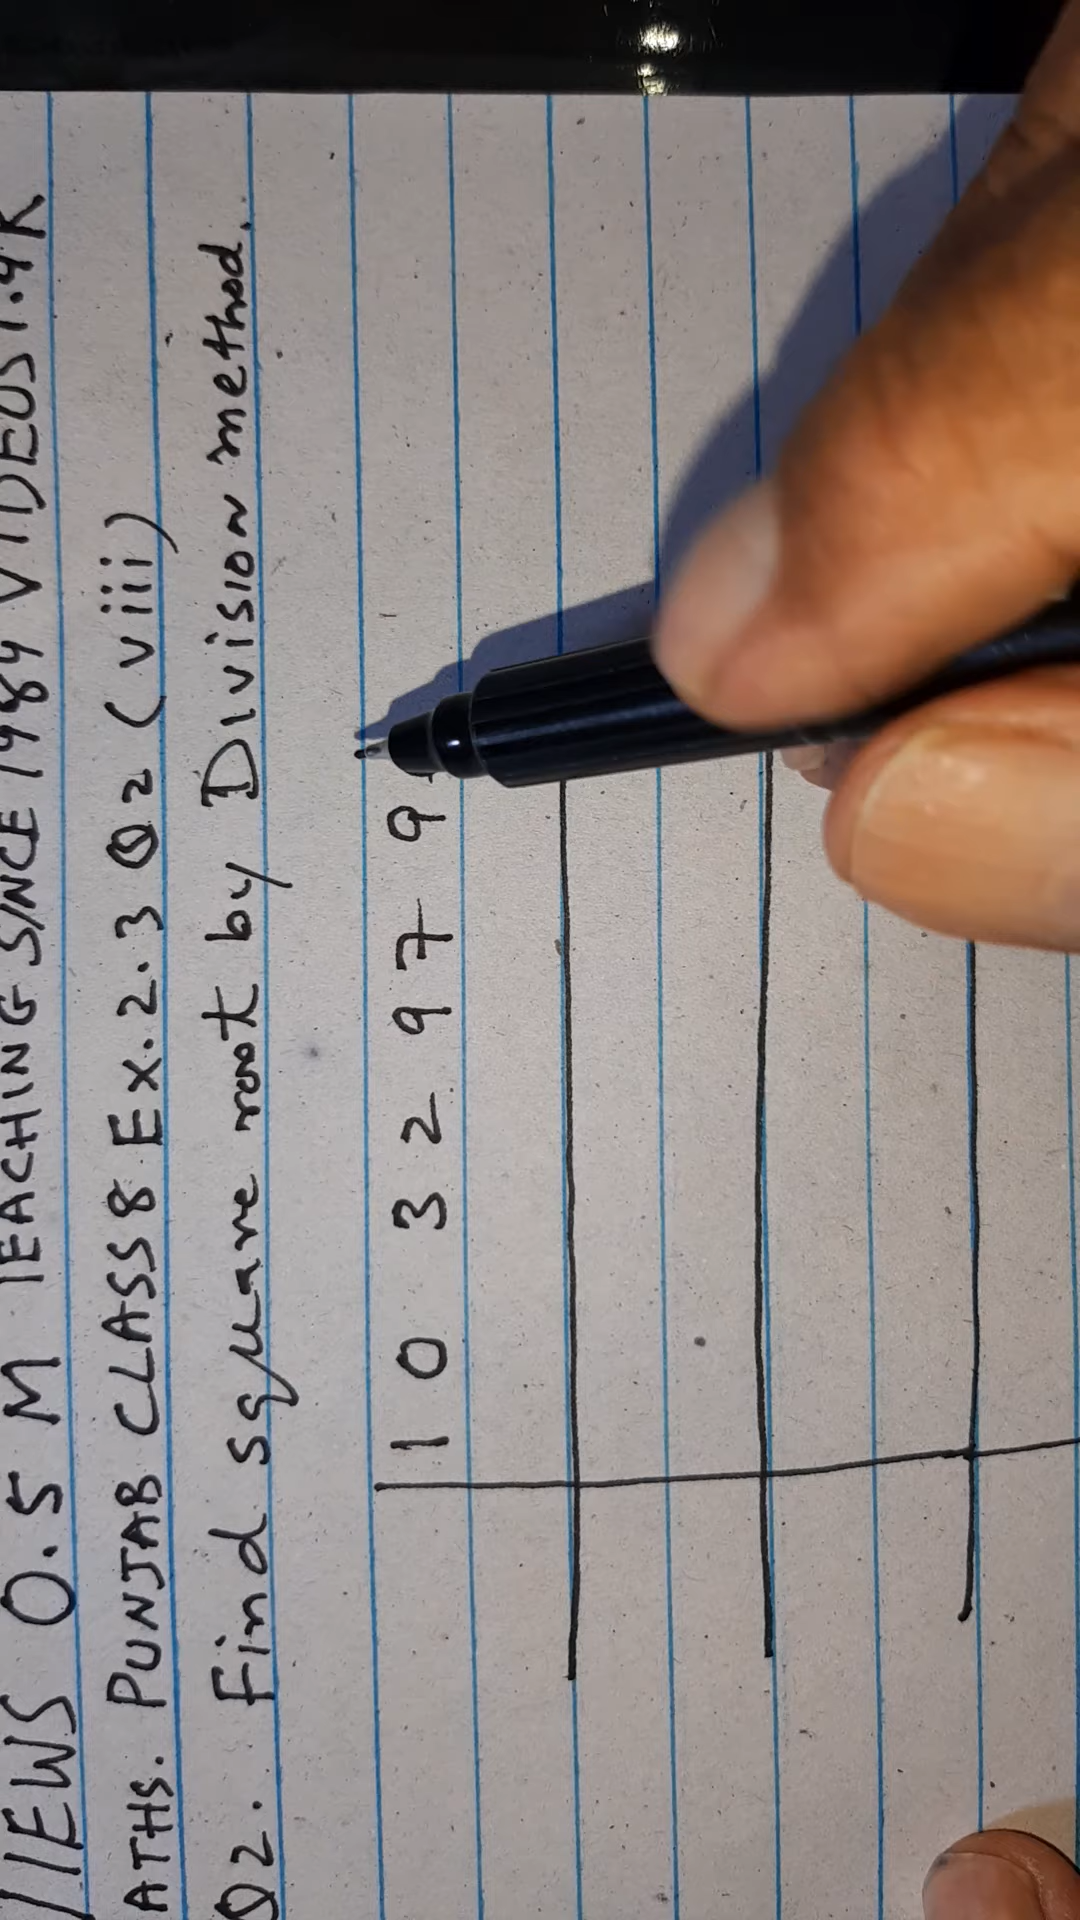 VIEWS 0.5 M TEACHING SINCE 1984 VIDEOS 1.4K
ATHS. PUNJAB CLASS 8 Ex. 2.3 Q2 (viii)
Q2. Find square root by Division method.
1 0 3 2 9 7 9